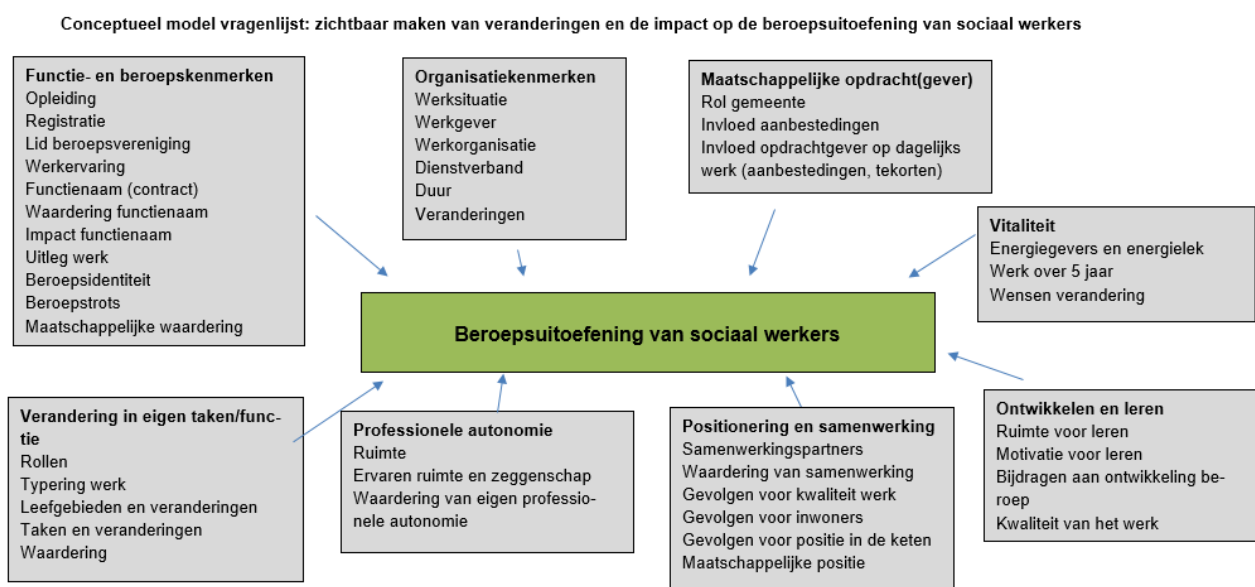 Conceptueel model vragenlijst: zichtbaar maken van veranderingen en de impact op de beroepsuitoefening van sociaal werkers
Functie- en beroepskenmerken
Opleiding
Registratie
Lid beroepsvereniging
Werkervaring
Functienaam (contract)
Waardering functienaam
Impact functienaam
Uitleg werk
Beroepsidentiteit
Beroepstrots
Maatschappelijke waardering
Organisatiekenmerken
Werksituatie
Werkgever
Werkorganisatie
Dienstverband
Duur
Veranderingen
Maatschappelijke opdracht(gever)
Rol gemeente
Invloed aanbestedingen
Invloed opdrachtgever op dagelijks
werk (aanbestedingen, tekorten)
Vitaliteit
Energiegevers en energielek
Werk over 5 jaar
Wensen verandering
Beroepsuitoefening van sociaal werkers
Verandering in eigen taken/func-
tie
Rollen
Typering werk
Leefgebieden en veranderingen
Taken en veranderingen
Waardering
Professionele autonomie
Ruimte
Ervaren ruimte en zeggenschap
Waardering van eigen professio-
nele autonomie
Positionering en samenwerking
Samenwerkingspartners
Waardering van samenwerking
Gevolgen voor kwaliteit werk
Gevolgen voor inwoners
Gevolgen voor positie in de keten
Maatschappelijke positie
Ontwikkelen en leren
Ruimte voor leren
Motivatie voor leren
Bijdragen aan ontwikkeling be-
roep
Kwaliteit van het werk